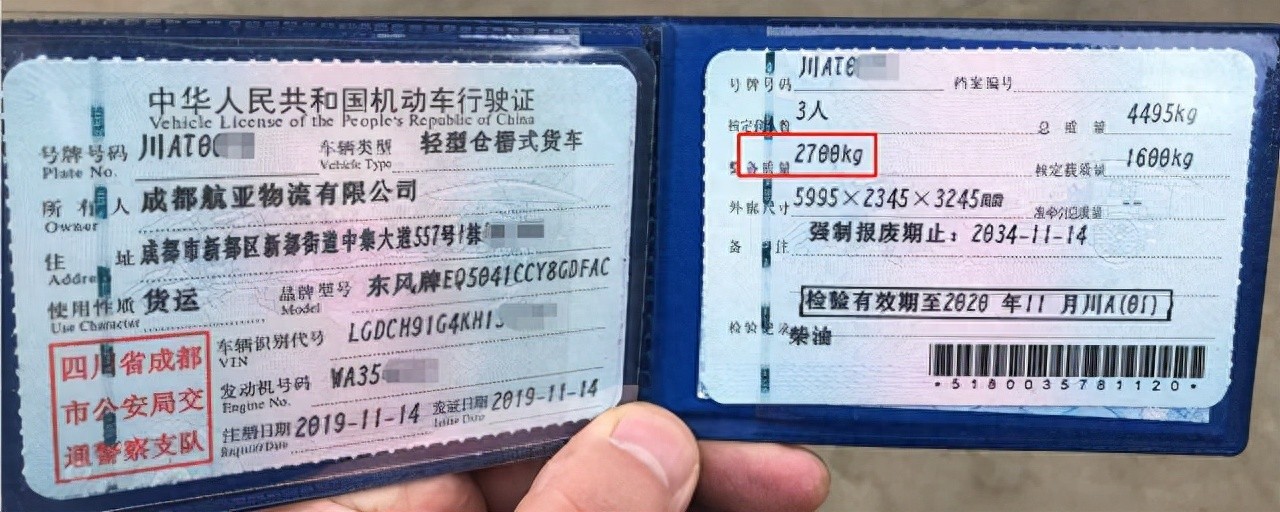 中华人民共和国机动车行驶证
Vehicle License of the People's Republic of China
号牌号码 川AT0 车辆类型 轻型仓栅式货车
Plate No. Vehicle Type
所有人 成都航亚物流有限公司
Owner
住址 成都市新都区新都街道中集大道557号1栋
Address
使用性质 货运 品牌型号 东风牌EQ5041CCY8GDFAC
Use Character Model
车辆识别代号 LGDCH91G4KH1
VIN
发动机号码 WA35
Engine No.
注册日期 2019-11-14 发证日期 2019-11-14
Register Date Issue Date
四川省成都
市公安局交
通警察支队
号牌号码 川AT0 档案编号
核定载人数 3人 总质量 4495kg
整备质量 2700kg 核定载质量 1600kg
外廓尺寸 5995×2345×3245mm 准牵引总质量 --
备注 强制报废期止：2034-11-14
检验有效期至2020 年11 月川A(01)
检验记录 柴油
*5180035781120*